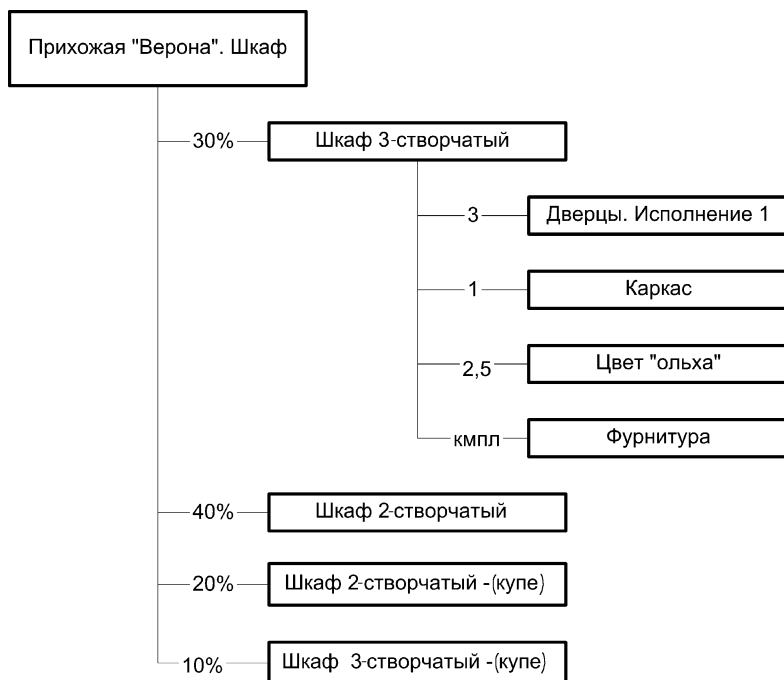 Прихожая "Верона". Шкаф
30%
Шкаф 3-створчатый
3
Дверцы. Исполнение 1
1
Каркас
2,5
Цвет "ольха"
кмпл
Фурнитура
40%
Шкаф 2-створчатый
20%
Шкаф 2-створчатый -(купе)
10%
Шкаф 3-створчатый -(купе)